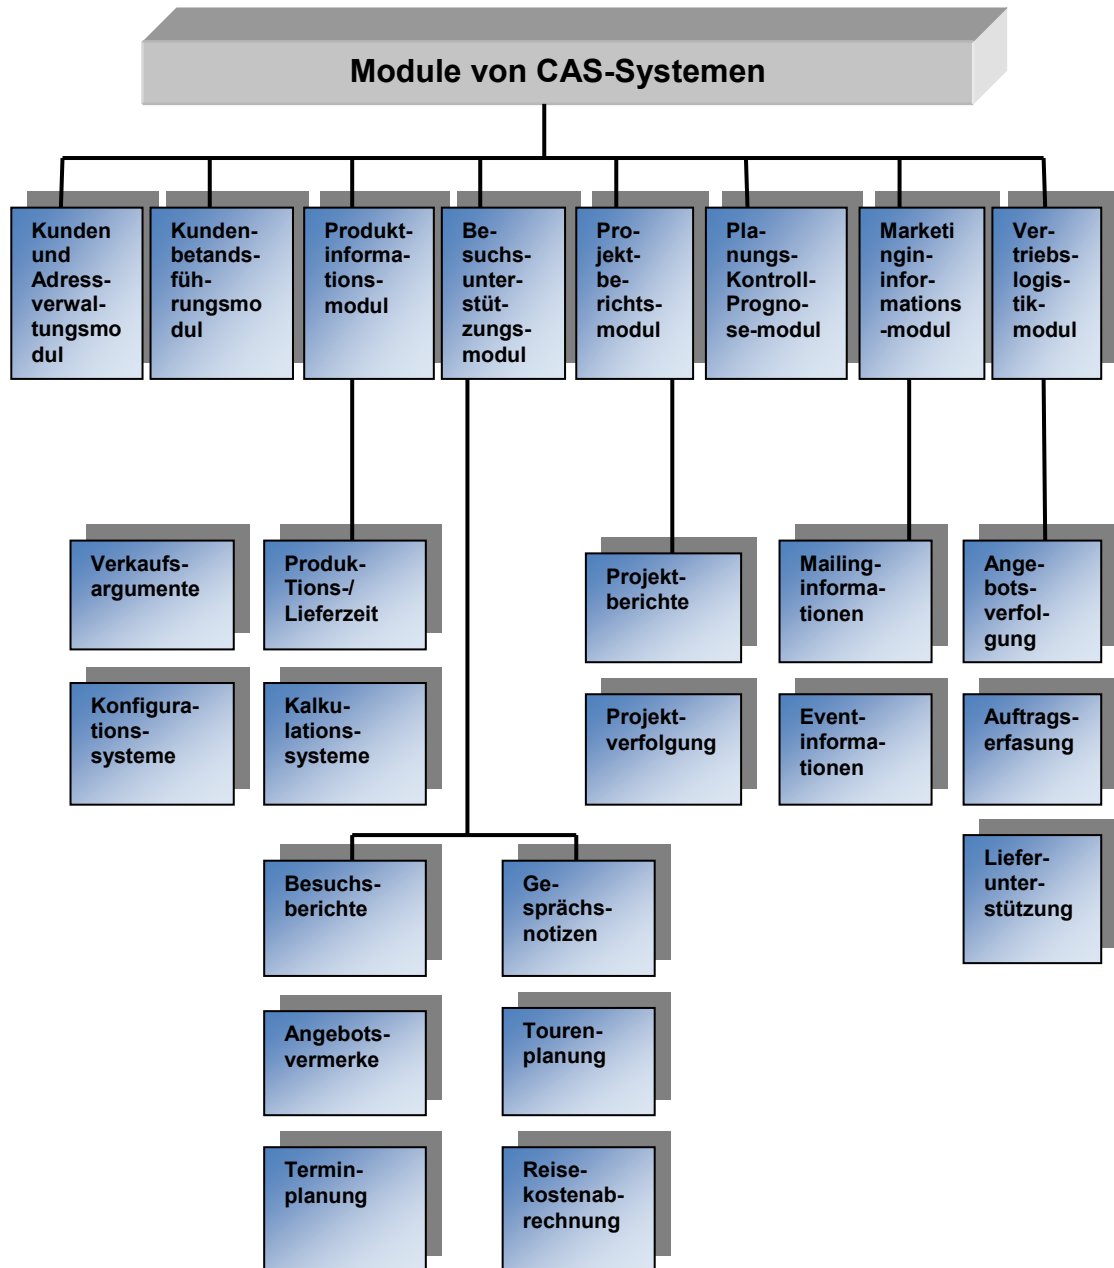 Module von CAS-Systemen
Kunden
und
Adress-
verwal-
tungsmo
dul
Kunden-
betands-
füh-
rungsmo
dul
Produkt-
informa-
tions-
modul
Be-
suchs-
unter-
stüt-
zungs-
modul
Pro-
jekt-
be-
richts-
modul
Pla-
nungs-
Kontroll-
Progno-
se-modul
Marketi
ngin-
infor-
mations
-modul
Ver-
triebs-
logis-
tik-
modul
Verkaufs-
argumente
Produk-
Tions-/
Lieferzeit
Projekt-
berichte
Mailing-
informa-
tionen
Ange-
bots-
verfol-
gung
Konfigura-
tions-
systeme
Kalku-
lations-
systeme
Projekt-
verfolgung
Event-
informa-
tionen
Auftrags-
erfasung
Liefer-
unter-
stützung
Besuchs-
berichte
Ge-
sprächs-
notizen
Angebots-
vermerke
Touren-
planung
Termin-
planung
Reise-
kostenab-
rechnung